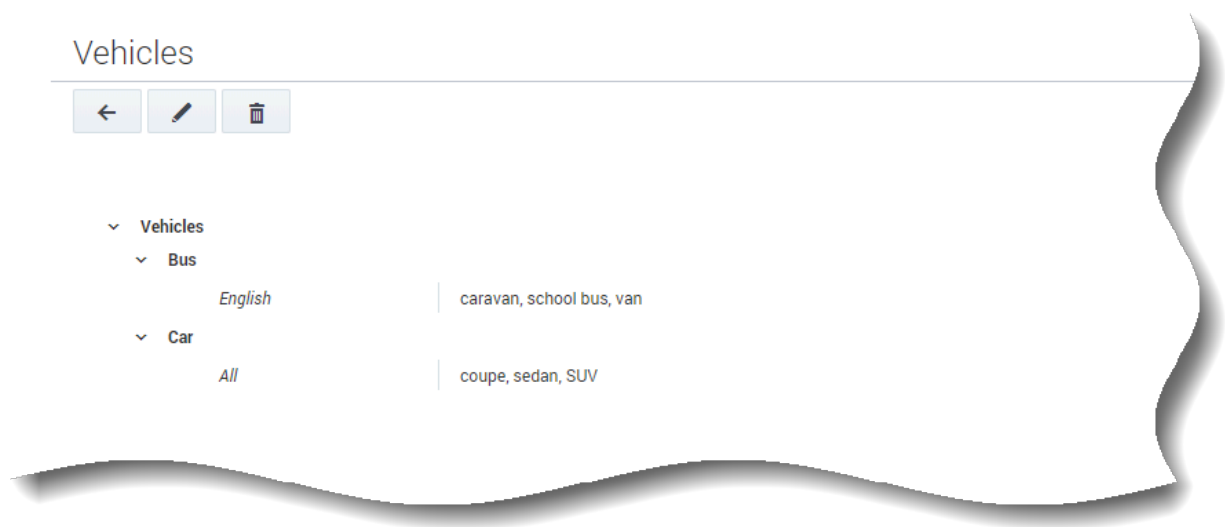 Vehicles
Vehicles
Bus
English caravan, school bus, van
Car
All coupe, sedan, SUV